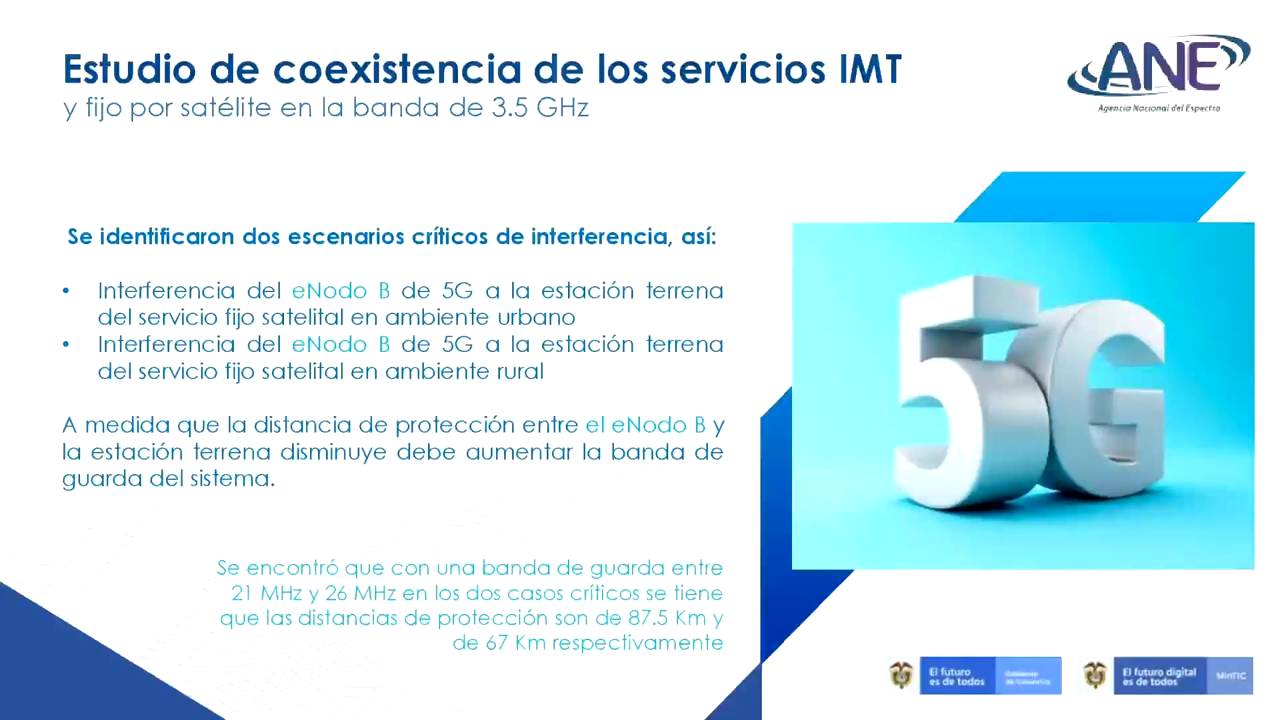 Estudio de coexistencia de los servicios IMT
y fijo por satélite en la banda de 3.5 GHz
ANE
Agencia Nacional del Espectro
Se identificaron dos escenarios críticos de interferencia, así:
• Interferencia del eNodo B de 5G a la estación terrena
del servicio fijo satelital en ambiente urbano
• Interferencia del eNodo B de 5G a la estación terrena
del servicio fijo satelital en ambiente rural
A medida que la distancia de protección entre el eNodo B y
la estación terrena disminuye debe aumentar la banda de
guarda del sistema.
Se encontró que con una banda de guarda entre
21 MHz y 26 MHz en los dos casos críticos se tiene
que las distancias de protección son de 87.5 Km y
de 67 Km respectivamente
5G
El futuro
es de todos
Gobierno
de Colombia
El futuro digital
es de todos
MinTIC